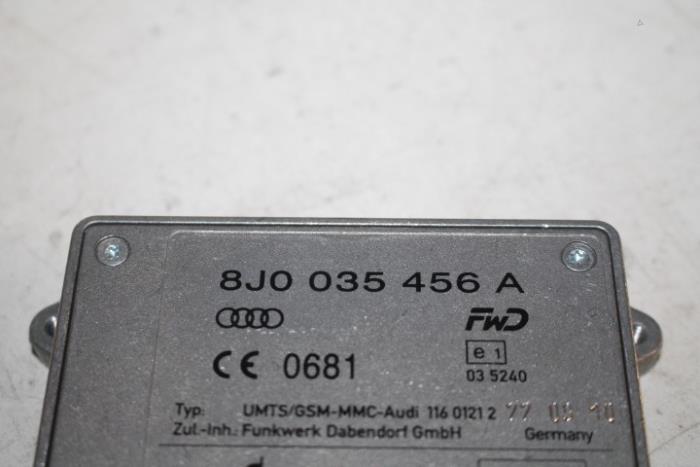 8J0 035 456 A
FWD
CE 0681
e1
03 5240
Typ: UMTS/GSM-MMC-Audi 116 0121 2
Zul.-Inh.: Funkwerk Dabendorf GmbH Germany